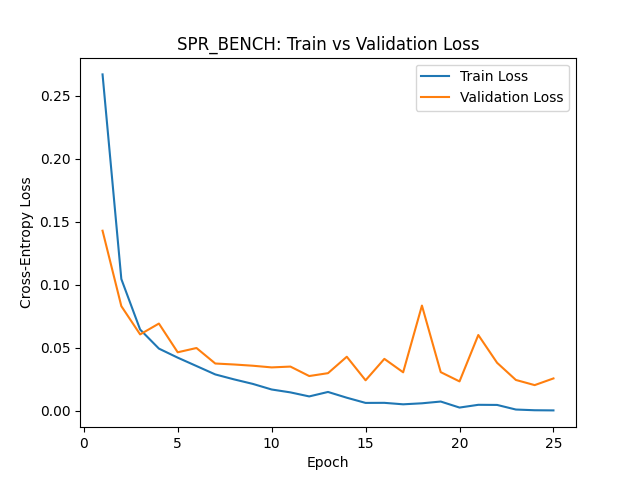 SPR_BENCH: Train vs Validation Loss
Train Loss
Validation Loss
Cross-Entropy Loss
0.25
0.20
0.15
0.10
0.05
0.00
0
5
10
15
20
25
Epoch